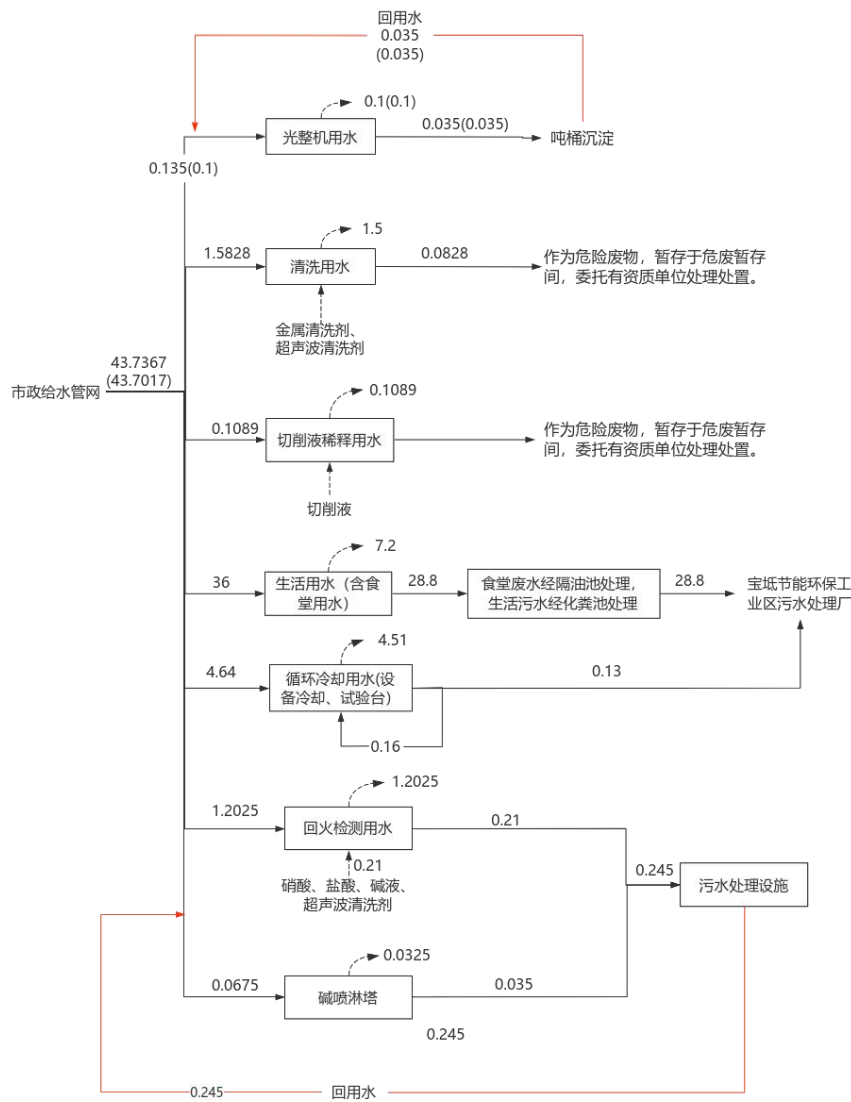 回用水
0.035
(0.035)
0.1(0.1)
光整机用水
0.035(0.035)
吨桶沉淀
0.135(0.1)
1.5
1.5828
清洗用水
0.0828
作为危险废物，暂存于危废暂存
间，委托有资质单位处理处置。
金属清洗剂、
超声波清洗剂
市政给水管网
43.7367
(43.7017)
0.1089
0.1089
切削液稀释用水
作为危险废物，暂存于危废暂存
间，委托有资质单位处理处置。
切削液
7.2
36
生活用水（含食
堂用水）
28.8
食堂废水经隔油池处理，
生活污水经化粪池处理
28.8
宝坻节能环保工
业区污水处理厂
4.51
4.64
循环冷却用水(设
备冷却、试验台）
0.13
0.16
1.2025
1.2025
回火检测用水
0.21
0.21
硝酸、盐酸、碱液、
超声波清洗剂
0.245
污水处理设施
0.0325
0.0675
碱喷淋塔
0.035
0.245
0.245
回用水